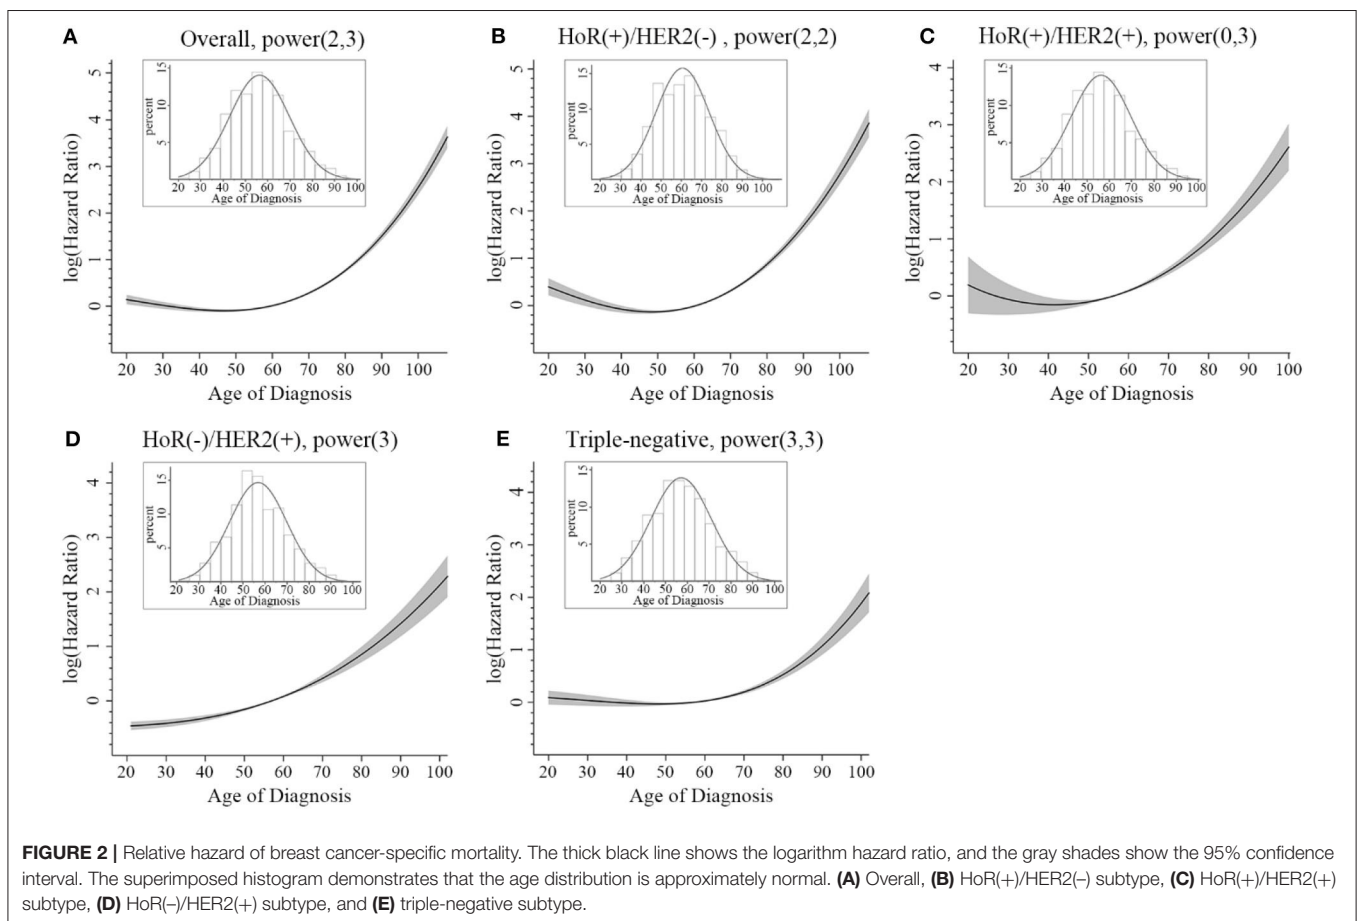 A
Overall, power(2,3)
log(Hazard Ratio)
5
4
3
2
1
0
percent
15
10
5
20 30 40 50 60 70 80 90 100
Age of Diagnosis
20 30 40 50 60 70 80 90 100
Age of Diagnosis
B
HoR(+)/HER2(-) , power(2,2)
log(Hazard Ratio)
5
4
3
2
1
0
percent
15
10
5
20 30 40 50 60 70 80 90 100
Age of Diagnosis
20 30 40 50 60 70 80 90 100
Age of Diagnosis
C
HoR(+)/HER2(+), power(0,3)
log(Hazard Ratio)
4
3
2
1
0
percent
15
10
5
20 30 40 50 60 70 80 90 100
Age of Diagnosis
20 30 40 50 60 70 80 90 100
Age of Diagnosis
D
HoR(-)/HER2(+), power(3)
log(Hazard Ratio)
4
3
2
1
0
percent
15
10
5
20 30 40 50 60 70 80 90 100
Age of Diagnosis
20 30 40 50 60 70 80 90 100
Age of Diagnosis
E
Triple-negative, power(3,3)
log(Hazard Ratio)
4
3
2
1
0
percent
15
10
5
20 30 40 50 60 70 80 90 100
Age of Diagnosis
20 30 40 50 60 70 80 90 100
Age of Diagnosis
FIGURE 2 | Relative hazard of breast cancer-specific mortality. The thick black line shows the logarithm hazard ratio, and the gray shades show the 95% confidence
interval. The superimposed histogram demonstrates that the age distribution is approximately normal. (A) Overall, (B) HoR(+)/HER2(–) subtype, (C) HoR(+)/HER2(+)
subtype, (D) HoR(–)/HER2(+) subtype, and (E) triple-negative subtype.